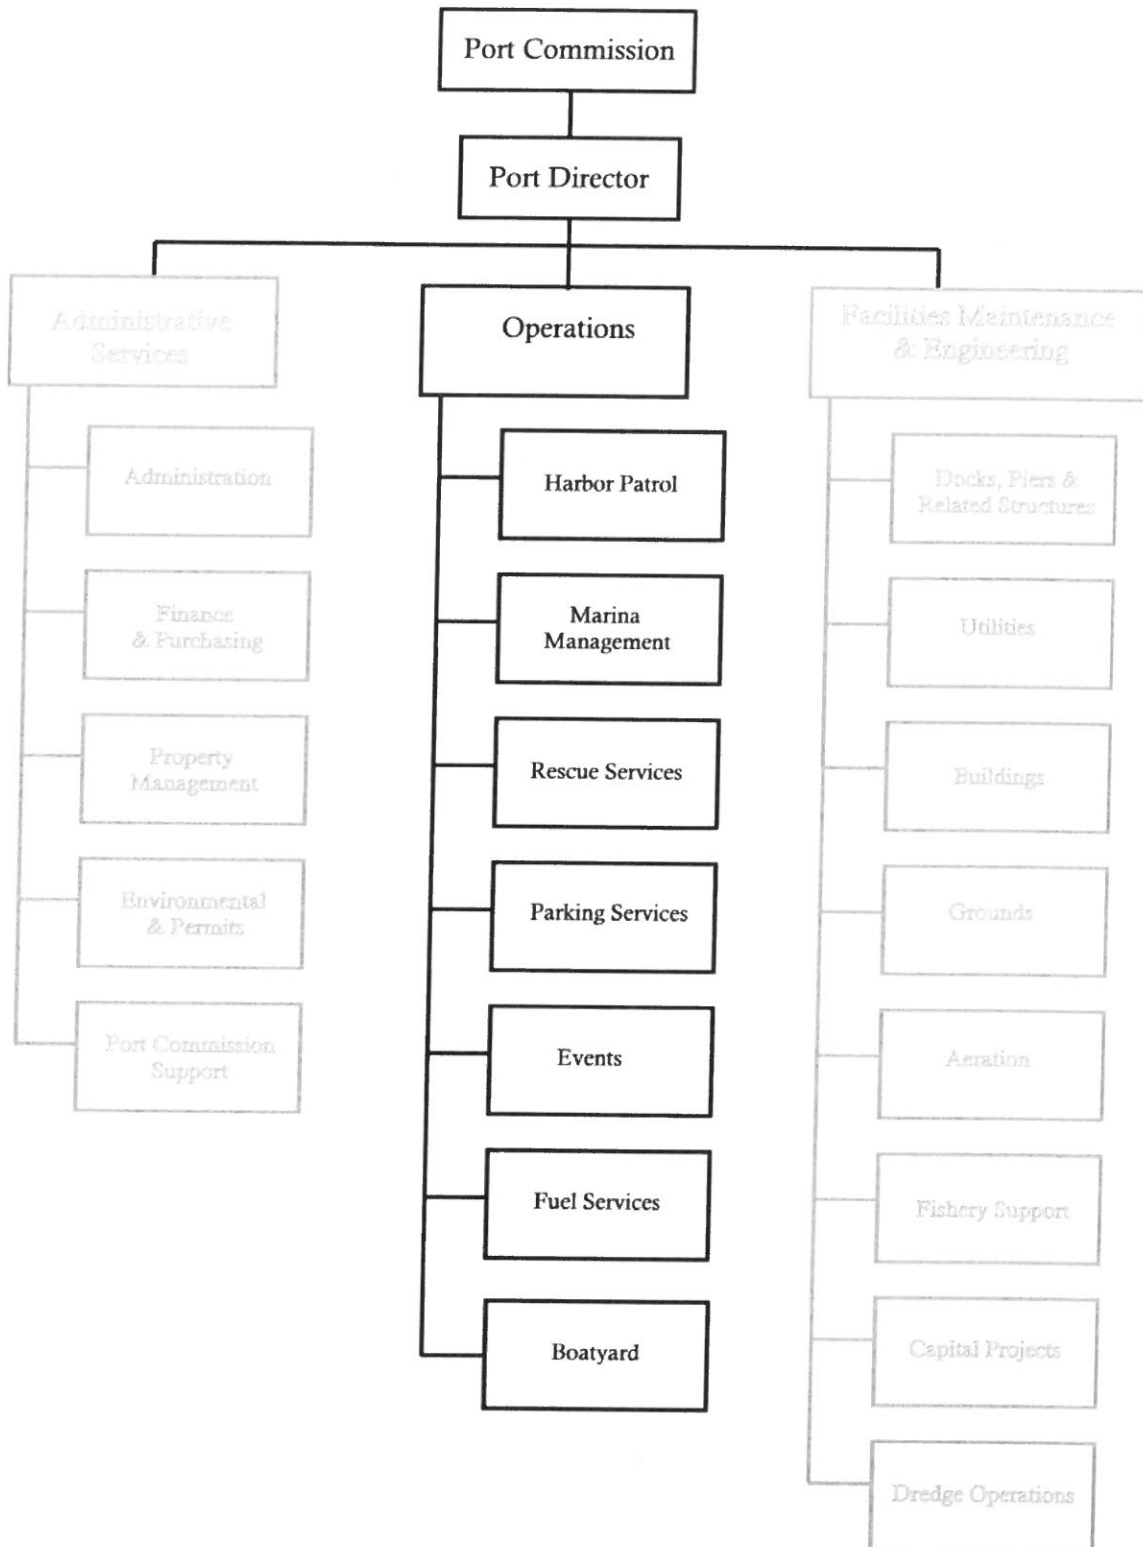 Port Commission
Port Director
Administrative
Services
Administration
Finance
& Purchasing
Property
Management
Environmental
& Permits
Port Commission
Support
Operations
Harbor Patrol
Marina
Management
Rescue Services
Parking Services
Events
Fuel Services
Boatyard
Facilities Maintenance
& Engineering
Docks, Piers &
Related Structures
Utilities
Buildings
Grounds
Aeration
Fishery Support
Capital Projects
Dredge Operations